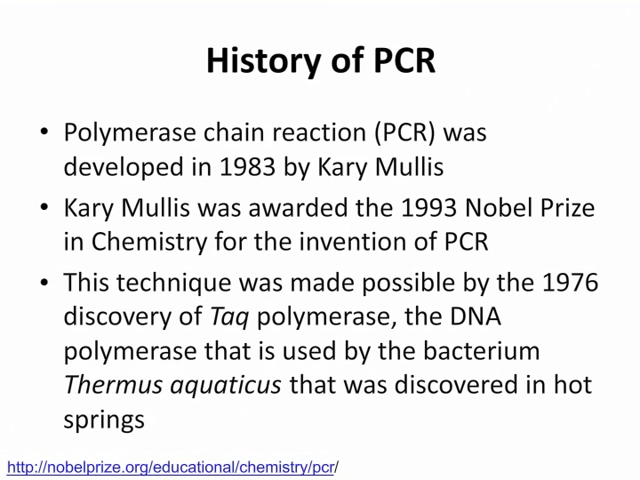 History of PCR
• Polymerase chain reaction (PCR) was
developed in 1983 by Kary Mullis
• Kary Mullis was awarded the 1993 Nobel Prize
in Chemistry for the invention of PCR
• This technique was made possible by the 1976
discovery of Taq polymerase, the DNA
polymerase that is used by the bacterium
Thermus aquaticus that was discovered in hot
springs
http://nobelprize.org/educational/chemistry/pcr/